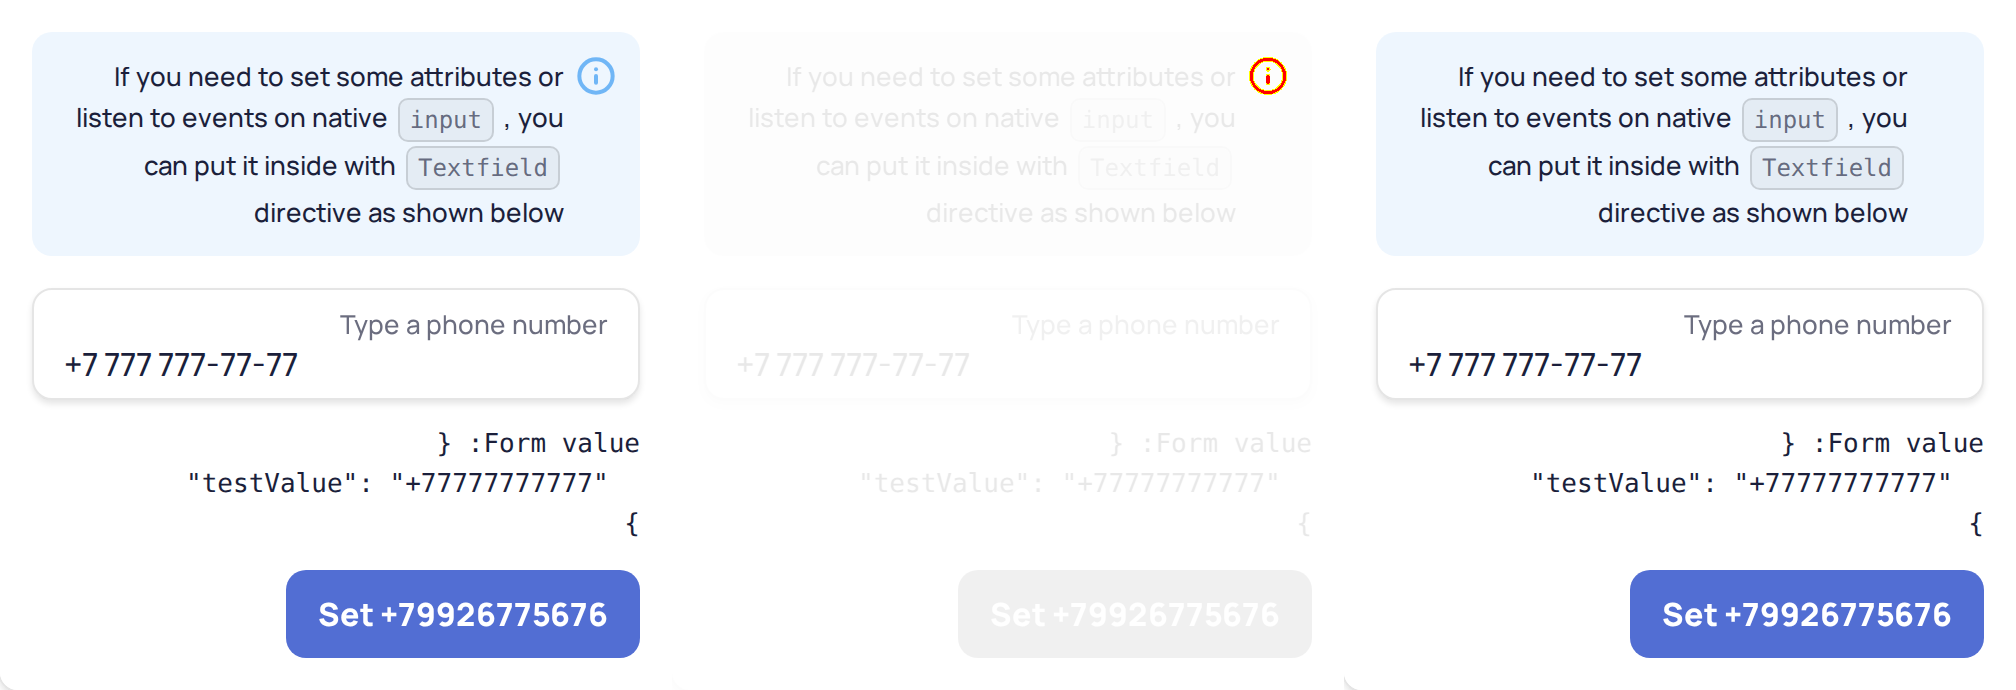 If you need to set some attributes or
listen to events on native input , you
can put it inside with Textfield
directive as shown below
Type a phone number
+7 777 777-77-77
} :Form value
"testValue": "+77777777777"
{
Set +79926775676
If you need to set some attributes or
listen to events on native input , you
can put it inside with Textfield
directive as shown below
Type a phone number
+7 777 777-77-77
} :Form value
"testValue": "+77777777777"
{
Set +79926775676
If you need to set some attributes or
listen to events on native input , you
can put it inside with Textfield
directive as shown below
Type a phone number
+7 777 777-77-77
} :Form value
"testValue": "+77777777777"
{
Set +79926775676